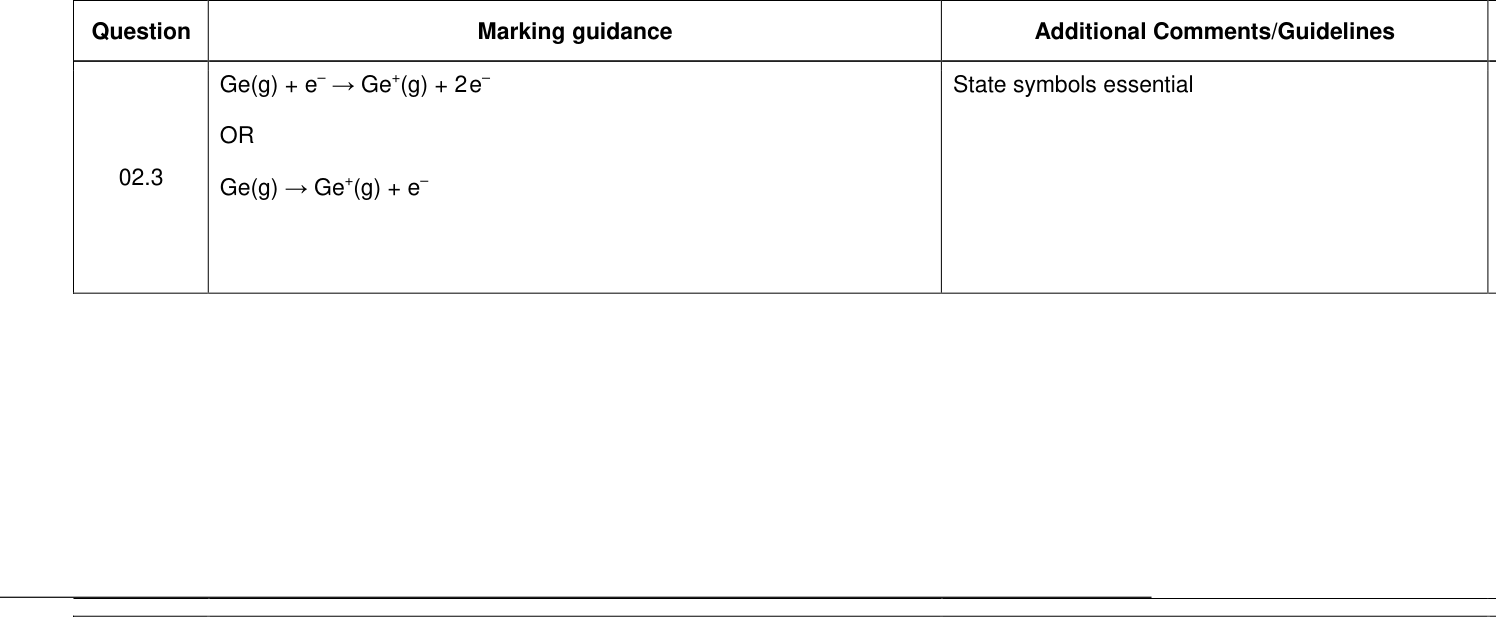 Question Marking guidance Additional Comments/Guidelines
Ge(g) + e⁻ → Ge⁺(g) + 2e⁻ State symbols essential
OR
02.3
Ge(g) → Ge⁺(g) + e⁻